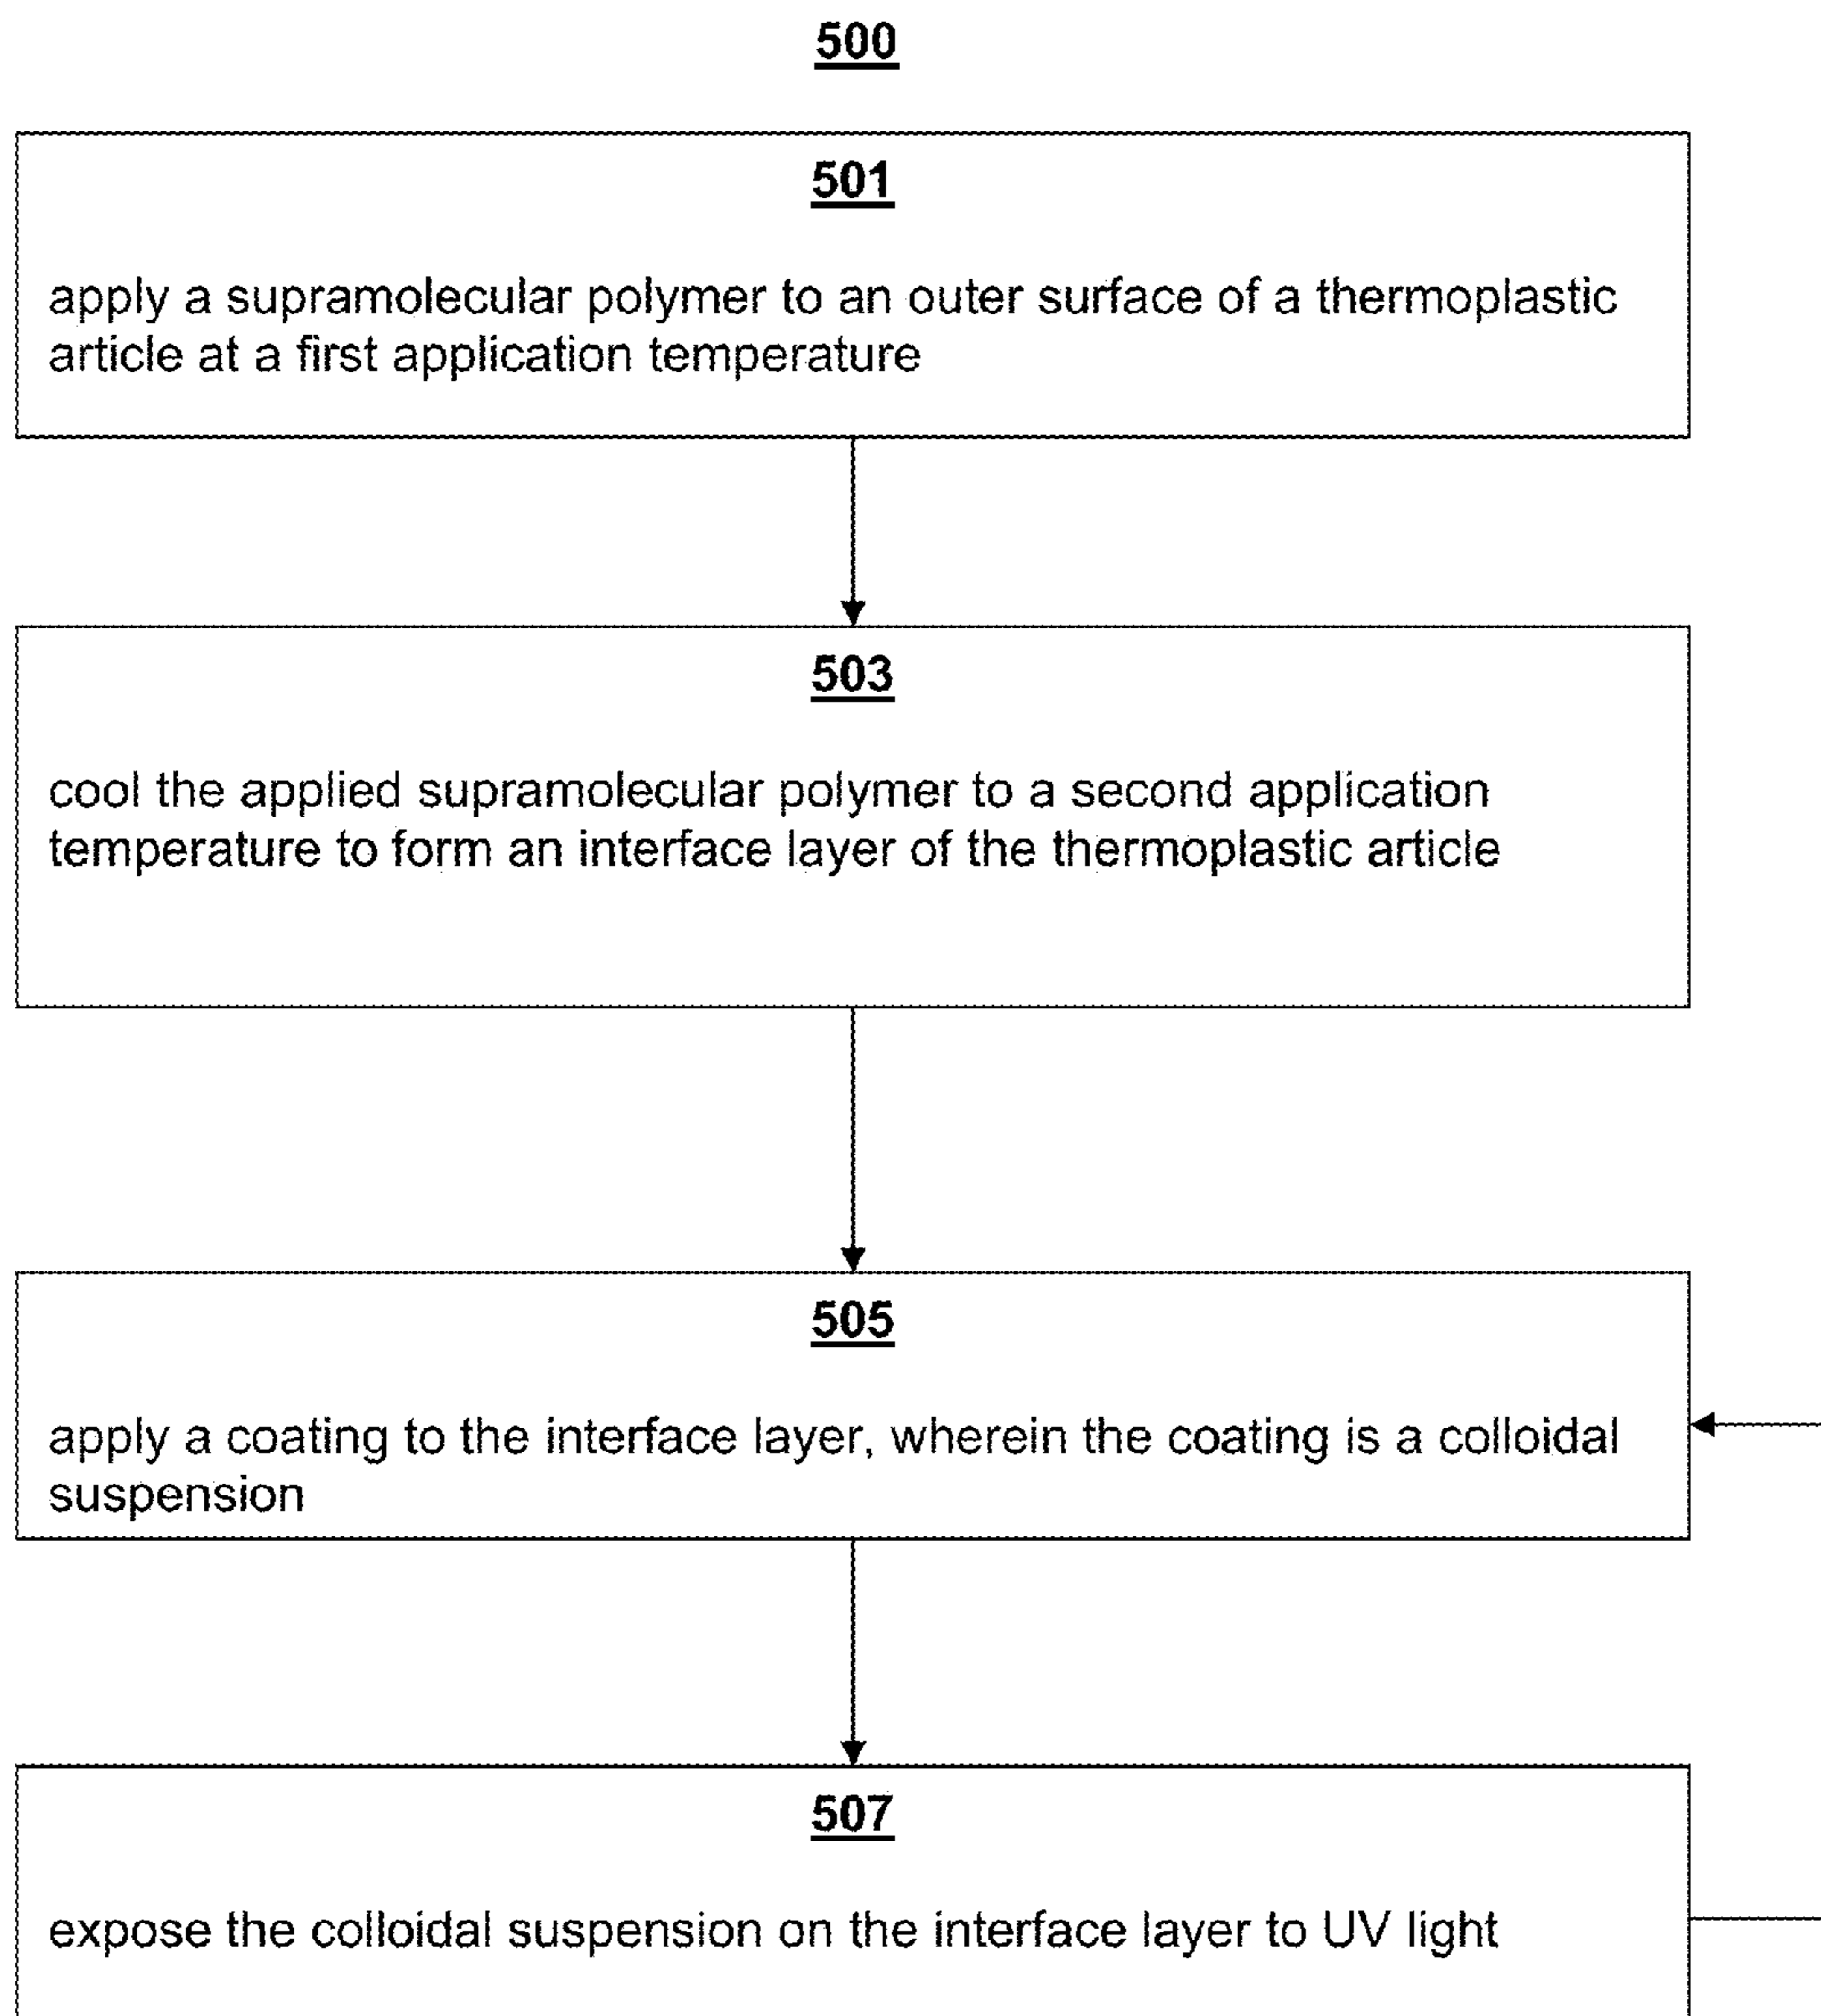 500
501
apply a supramolecular polymer to an outer surface of a thermoplastic
article at a first application temperature
503
cool the applied supramolecular polymer to a second application
temperature to form an interface layer of the thermoplastic article
505
apply a coating to the interface layer, wherein the coating is a colloidal
suspension
507
expose the colloidal suspension on the interface layer to UV light